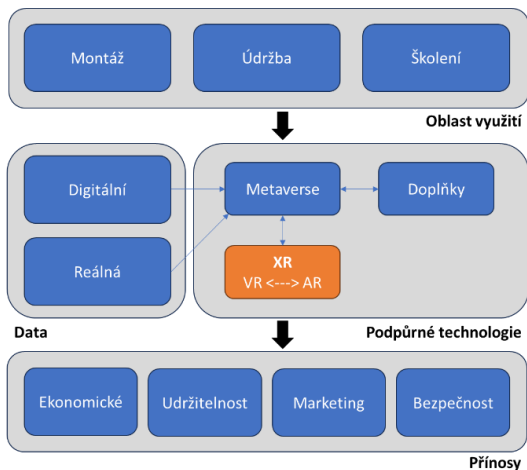 Montáž
Údržba
Školení
Oblast využití
Digitální
Metaverse
Doplňky
Reálná
XR
VR <---> AR
Data
Podpůrné technologie
Ekonomické
Udržitelnost
Marketing
Bezpečnost
Přínosy